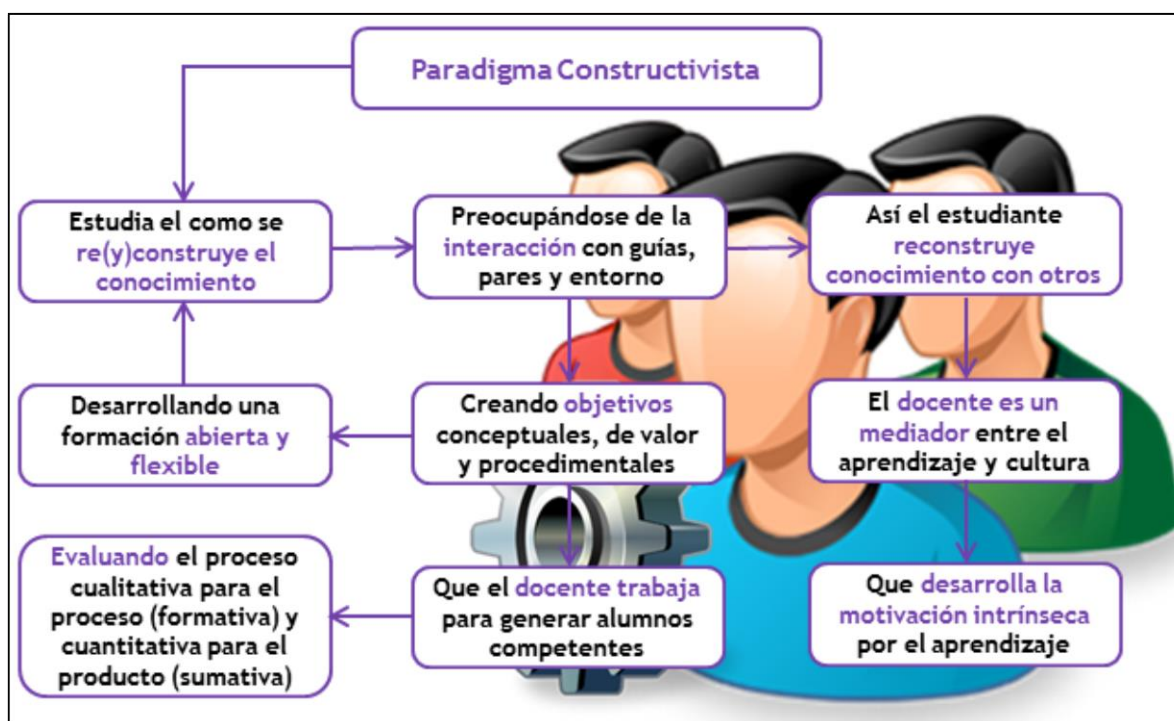 Paradigma Constructivista
Estudia el como se
re(y)construye el
conocimiento
Preocupándose de la
interacción con guías,
pares y entorno
Así el estudiante
reconstruye
conocimiento con otros
Desarrollando una
formación abierta y
flexible
Creando objetivos
conceptuales, de valor
y procedimentales
El docente es un
mediador entre el
aprendizaje y cultura
Evaluando el proceso
cualitativa para el
proceso (formativa) y
cuantitativa para el
producto (sumativa)
Que el docente trabaja
para generar alumnos
competentes
Que desarrolla la
motivación intrínseca
por el aprendizaje